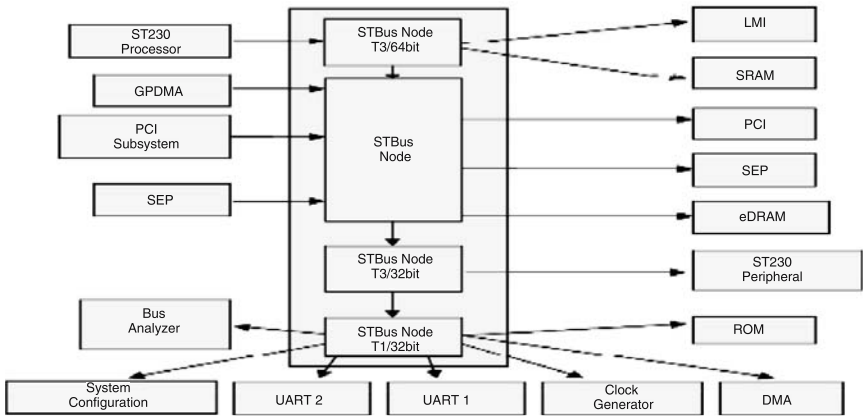 ST230
Processor
STBus Node
T3/64bit
LMI
SRAM
GPDMA
PCI
Subsystem
STBus
Node
PCI
SEP
SEP
eDRAM
STBus Node
T3/32bit
ST230
Peripheral
Bus
Analyzer
STBus Node
T1/32bit
ROM
System
Configuration
UART 2
UART 1
Clock
Generator
DMA